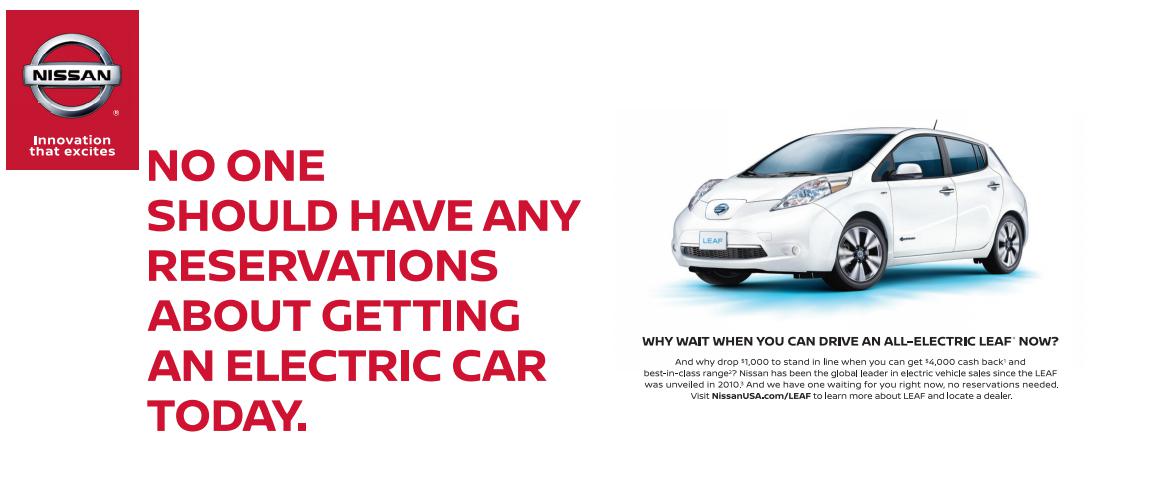 NISSAN
®
Innovation
that excites
NO ONE
SHOULD HAVE ANY
RESERVATIONS
ABOUT GETTING
AN ELECTRIC CAR
TODAY.
LEAF
WHY WAIT WHEN YOU CAN DRIVE AN ALL-ELECTRIC LEAF® NOW?
And why drop $1,000 to stand in line when you can get $4,000 cash back¹ and
best-in-class range²? Nissan has been the global leader in electric vehicle sales since the LEAF
was unveiled in 2010.³ And we have one waiting for you right now, no reservations needed.
Visit NissanUSA.com/LEAF to learn more about LEAF and locate a dealer.